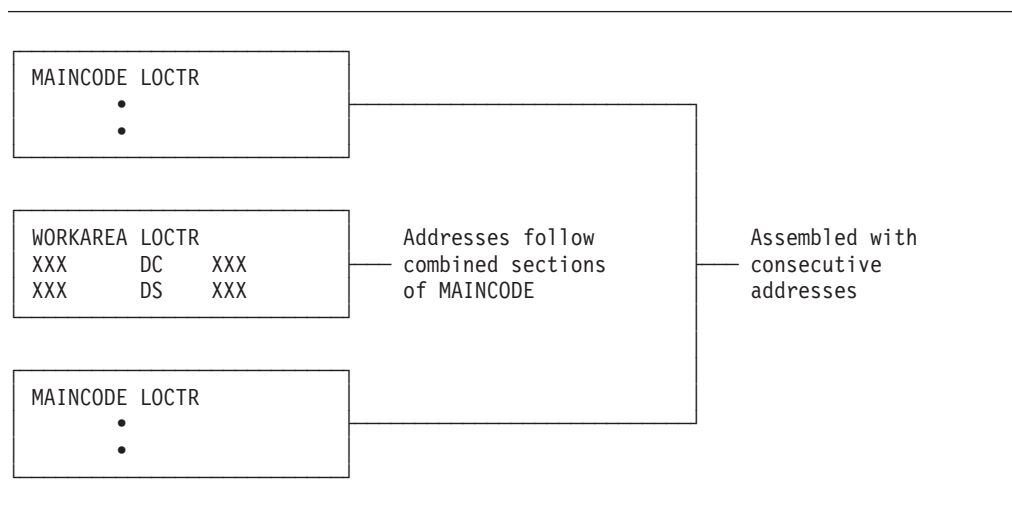 MAINCODE LOCTR
•
•
WORKAREA LOCTR
XXX DC XXX
XXX DS XXX
Addresses follow
combined sections
of MAINCODE
Assembled with
consecutive
addresses
MAINCODE LOCTR
•
•